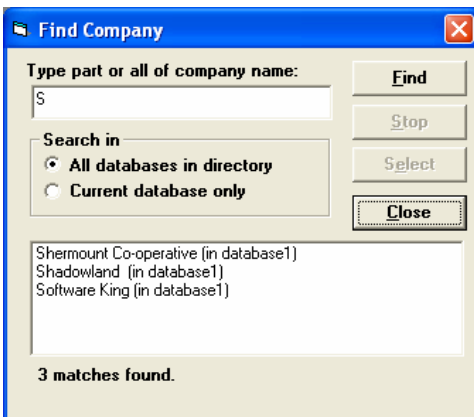 Find Company
Type part or all of company name:
Find
S
Stop
Search in
Select
All databases in directory
Current database only
Close
Shermount Co-operative (in database1)
Shadowland  (in database1)
Software King (in database1)
3 matches found.